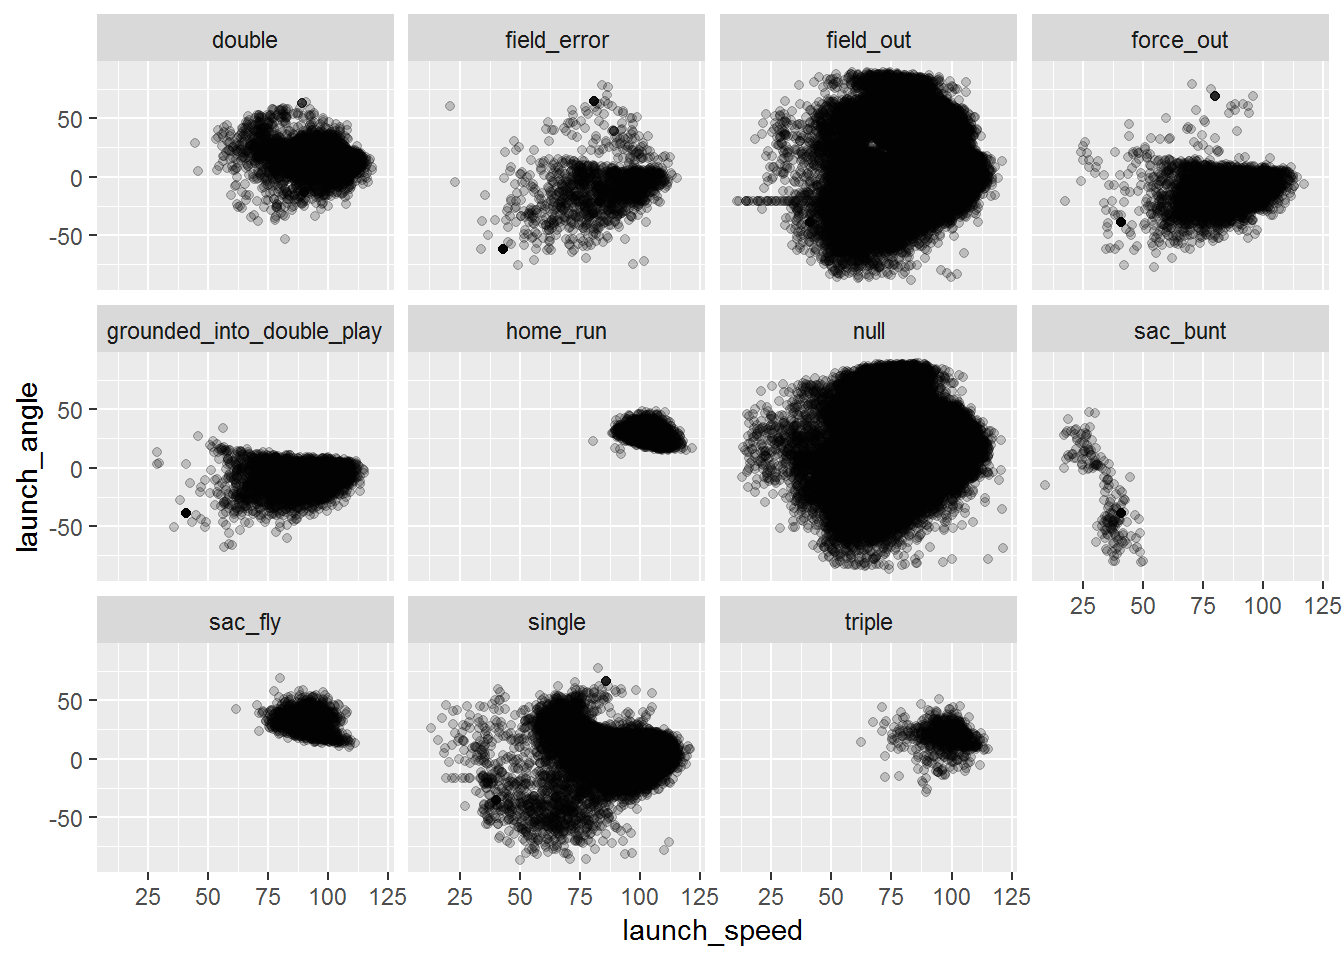 double
field_error
field_out
force_out
50
0
-50
grounded_into_double_play
home_run
null
sac_bunt
50
0
-50
25 50 75 100 125
sac_fly
single
triple
50
0
-50
25 50 75 100 125
25 50 75 100 125
25 50 75 100 125
launch_speed
launch_angle